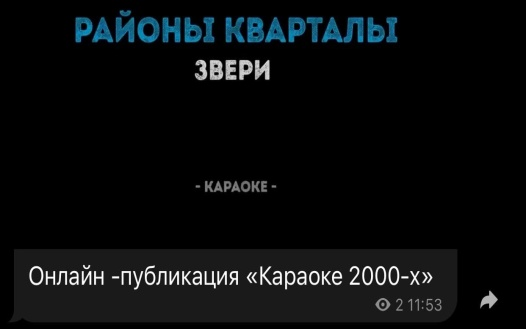 РАЙОНЫ КВАРТАЛЫ
ЗВЕРИ
- КАРАОКЕ -
Онлайн -публикация «Караоке 2000-х»
2 11:53